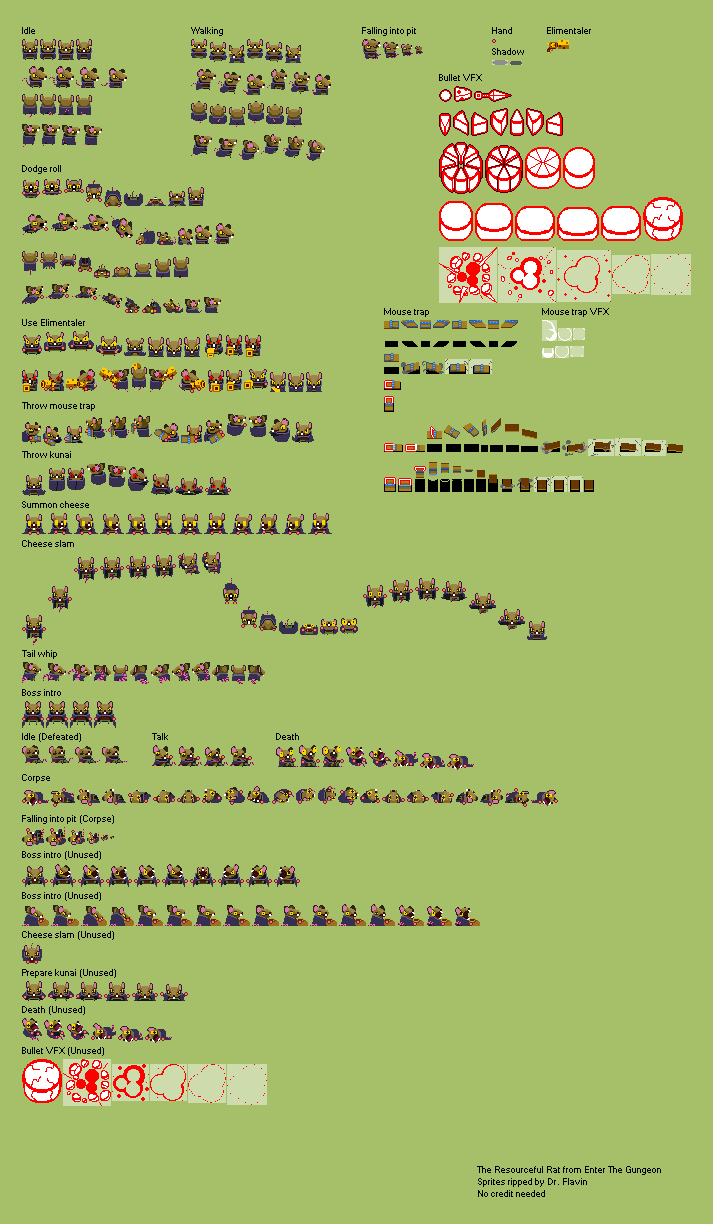 Idle
Walking
Falling into pit
Hand
Elimentaler
Shadow
Bullet VFX
Dodge roll
Mouse trap
Mouse trap VFX
Use Elimentaler
Throw mouse trap
Throw kunai
Summon cheese
Cheese slam
Tail whip
Boss intro
Idle (Defeated)
Talk
Death
Corpse
Falling into pit (Corpse)
Boss intro (Unused)
Boss intro (Unused)
Cheese slam (Unused)
Prepare kunai (Unused)
Death (Unused)
Bullet VFX (Unused)
The Resourceful Rat from Enter The Gungeon
Sprites ripped by Dr. Flavin
No credit needed